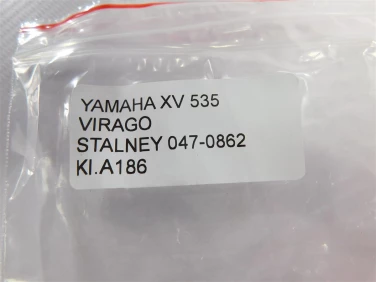 YAMAHA XV 535
VIRAGO
STALNEY 047-0862
KI.A186